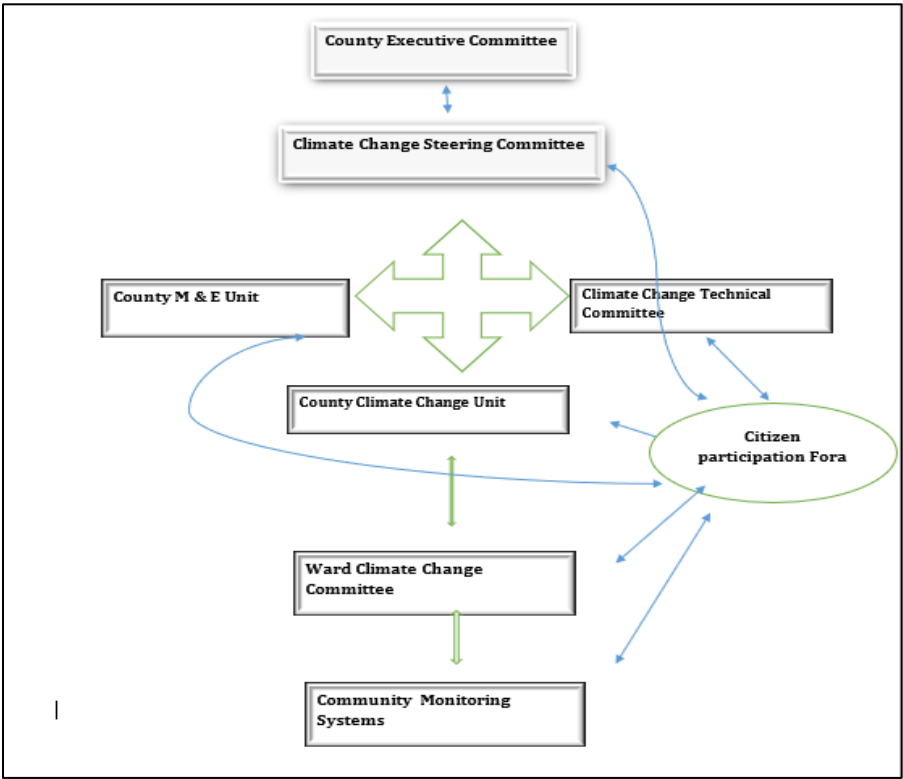 County Executive Committee
Climate Change Steering Committee
County M & E Unit
Climate Change Technical
Committee
County Climate Change Unit
Citizen
participation Fora
Ward Climate Change
Committee
Community Monitoring
Systems